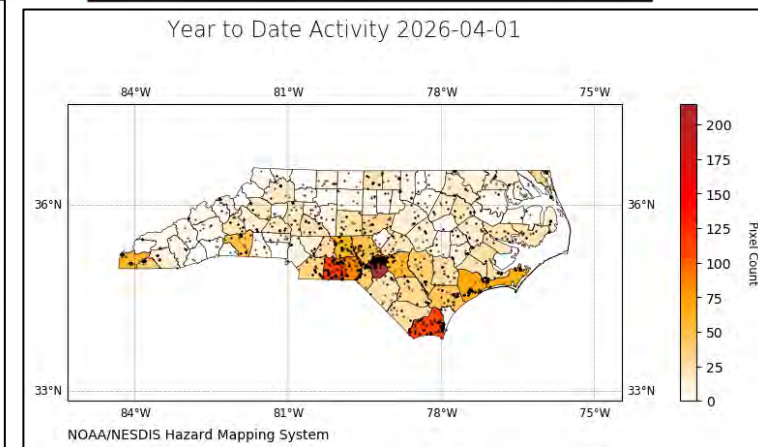 Year to Date Activity 2026-04-01
84°W 81°W 78°W 75°W
36°N 36°N
33°N 33°N
84°W 81°W 78°W 75°W
200
175
150
125
100
75
50
25
0
Pixel Count
NOAA/NESDIS Hazard Mapping System